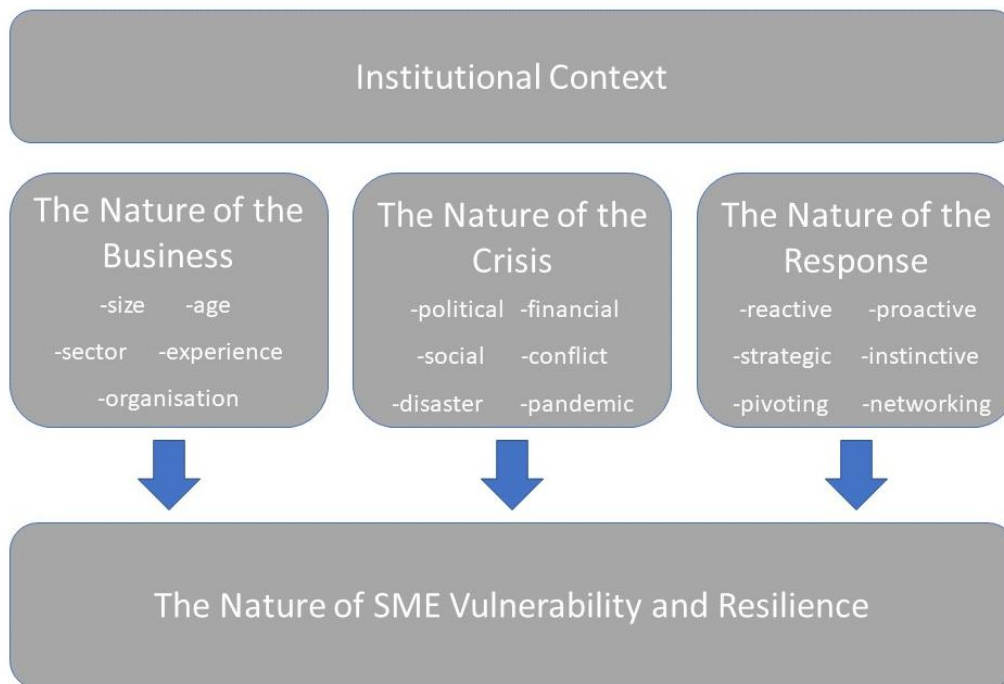 Institutional Context
The Nature of the
Business
-size -age
-sector -experience
-organisation
The Nature of the
Crisis
-political -financial
-social -conflict
-disaster -pandemic
The Nature of the
Response
-reactive -proactive
-strategic -instinctive
-pivoting -networking
The Nature of SME Vulnerability and Resilience